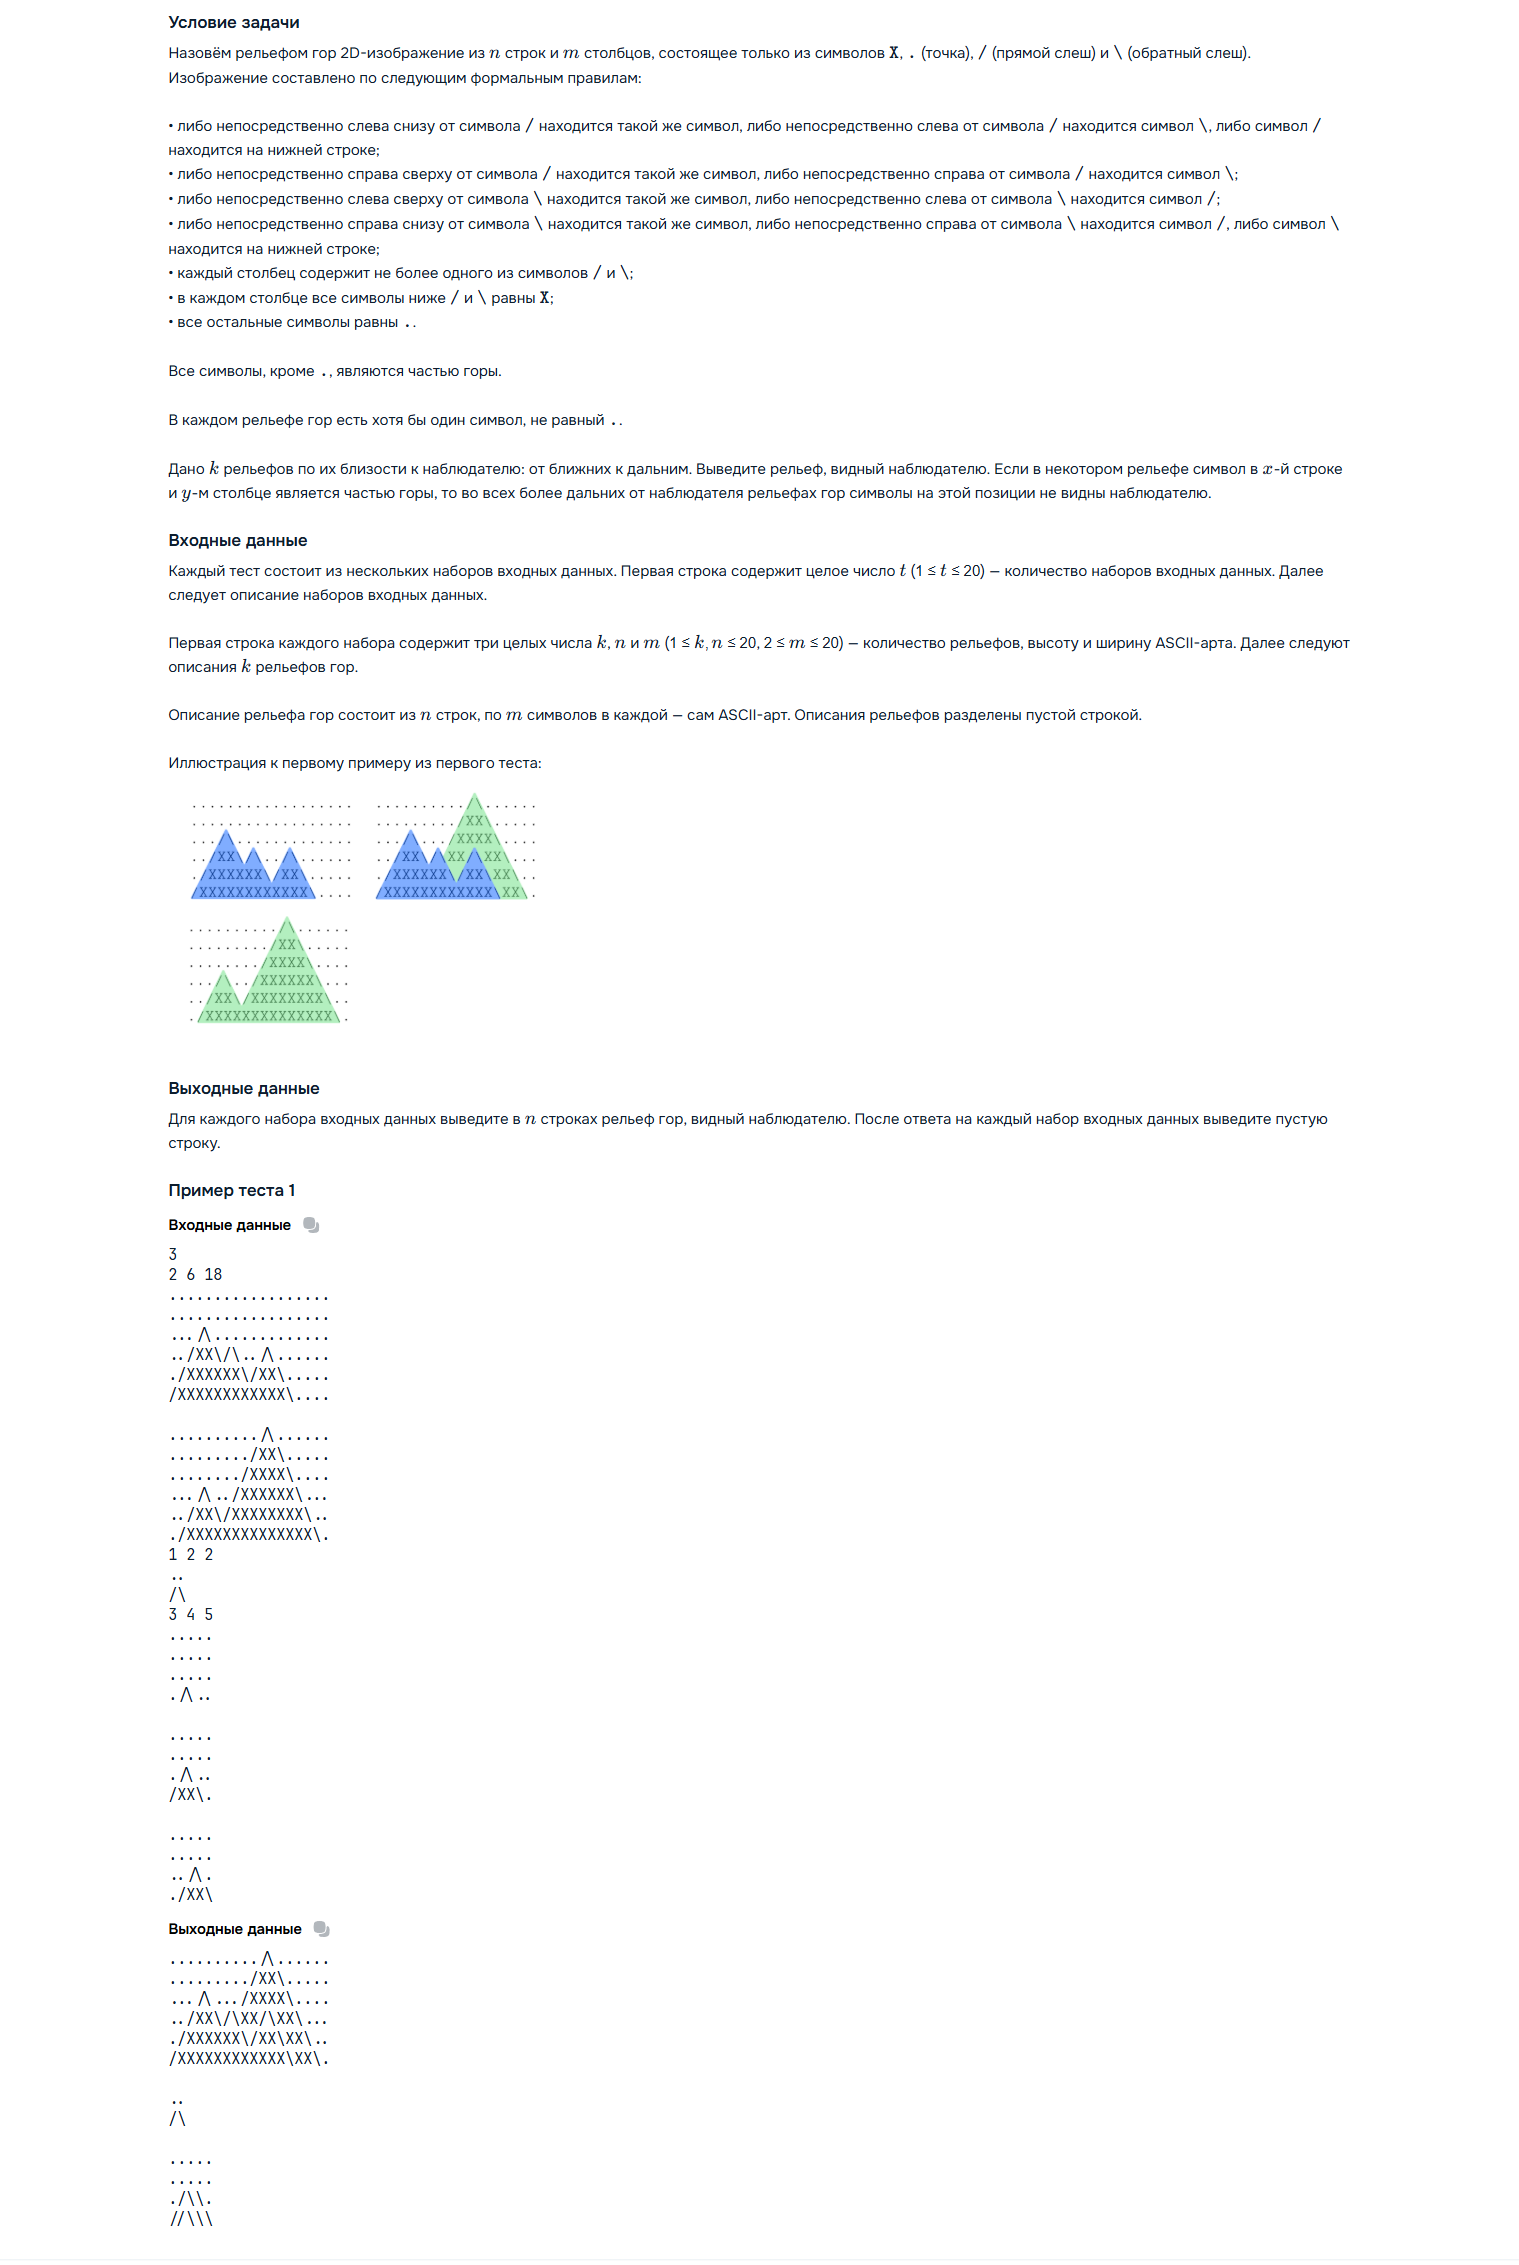 Условие задачи
Назовём рельефом гор 2D-изображение из n строк и m столбцов, состоящее только из символов X, . (точка), / (прямой слеш) и \ (обратный слеш).
Изображение составлено по следующим формальным правилам:
• либо непосредственно слева снизу от символа / находится такой же символ, либо непосредственно слева от символа / находится символ \, либо символ /
находится на нижней строке;
• либо непосредственно справа сверху от символа / находится такой же символ, либо непосредственно справа от символа / находится символ \;
• либо непосредственно слева сверху от символа \ находится такой же символ, либо непосредственно слева от символа \ находится символ /;
• либо непосредственно справа снизу от символа \ находится такой же символ, либо непосредственно справа от символа \ находится символ /, либо символ \
находится на нижней строке;
• каждый столбец содержит не более одного из символов / и \;
• в каждом столбце все символы ниже / и \ равны X;
• все остальные символы равны ..
Все символы, кроме ., являются частью горы.
В каждом рельефе гор есть хотя бы один символ, не равный ..
Дано k рельефов по их близости к наблюдателю: от ближних к дальним. Выведите рельеф, видный наблюдателю. Если в некотором рельефе символ в x-й строке
и y-м столбце является частью горы, то во всех более дальних от наблюдателя рельефах гор символы на этой позиции не видны наблюдателю.
Входные данные
Каждый тест состоит из нескольких наборов входных данных. Первая строка содержит целое число t (1 ≤ t ≤ 20) — количество наборов входных данных. Далее
следует описание наборов входных данных.
Первая строка каждого набора содержит три целых числа k, n и m (1 ≤ k, n ≤ 20, 2 ≤ m ≤ 20) — количество рельефов, высоту и ширину ASCII-арта. Далее следуют
описания k рельефов гор.
Описание рельефа гор состоит из n строк, по m символов в каждой — сам ASCII-арт. Описания рельефов разделены пустой строкой.
Иллюстрация к первому примеру из первого теста:
.................. ........../\......
.................. ........./XX\.....
.../\............. .../\.../XXXX\....
../XX\/\../\...... ../XX\/\XX/\XX\...
./XXXXXX\/XX\..... ./XXXXXX\/XX\XX\..
/XXXXXXXXXXXX\.... /XXXXXXXXXXXX\XX\.
........../\......
........./XX\.....
......../XXXX\....
.../\../XXXXXX\...
../XX\/XXXXXXXX\..
./XXXXXXXXXXXXXX\.
Выходные данные
Для каждого набора входных данных выведите в n строках рельеф гор, видный наблюдателю. После ответа на каждый набор входных данных выведите пустую
строку.
Пример теста 1
Входные данные
3
2 6 18
..................
..................
.../\.............
../XX\/\../\......
./XXXXXX\/XX\.....
/XXXXXXXXXXXX\....
........../\......
........./XX\.....
......../XXXX\....
.../\../XXXXXX\...
../XX\/XXXXXXXX\..
./XXXXXXXXXXXXXX\.
1 2 2
..
/\
3 4 5
.....
.....
.....
./\..
.....
.....
./\..
/XX\.
.....
.....
../\.
./XX\
Выходные данные
........../\......
........./XX\.....
.../\.../XXXX\....
../XX\/\XX/\XX\...
./XXXXXX\/XX\XX\..
/XXXXXXXXXXXX\XX\.
..
/\
.....
.....
./\\.
//\\\